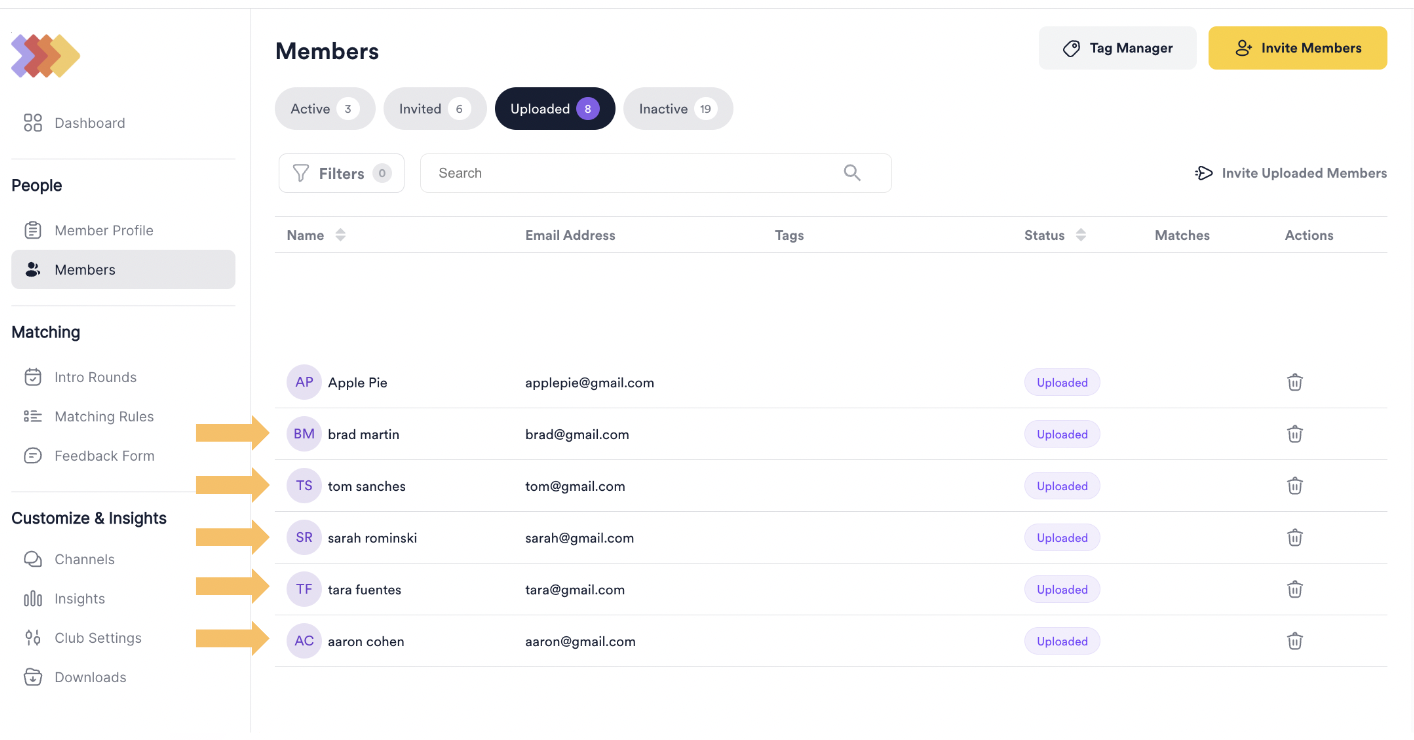 Members
Tag Manager
Invite Members
Active 3
Invited 6
Uploaded 8
Inactive 19
Dashboard
Filters 0
Search
Invite Uploaded Members
People
Member Profile
Members
Name Email Address Tags Status Matches Actions
Matching
Intro Rounds
Matching Rules
Feedback Form
Customize & Insights
Channels
Insights
Club Settings
Downloads
AP Apple Pie applepie@gmail.com Uploaded
BM brad martin brad@gmail.com Uploaded
TS tom sanches tom@gmail.com Uploaded
SR sarah rominski sarah@gmail.com Uploaded
TF tara fuentes tara@gmail.com Uploaded
AC aaron cohen aaron@gmail.com Uploaded